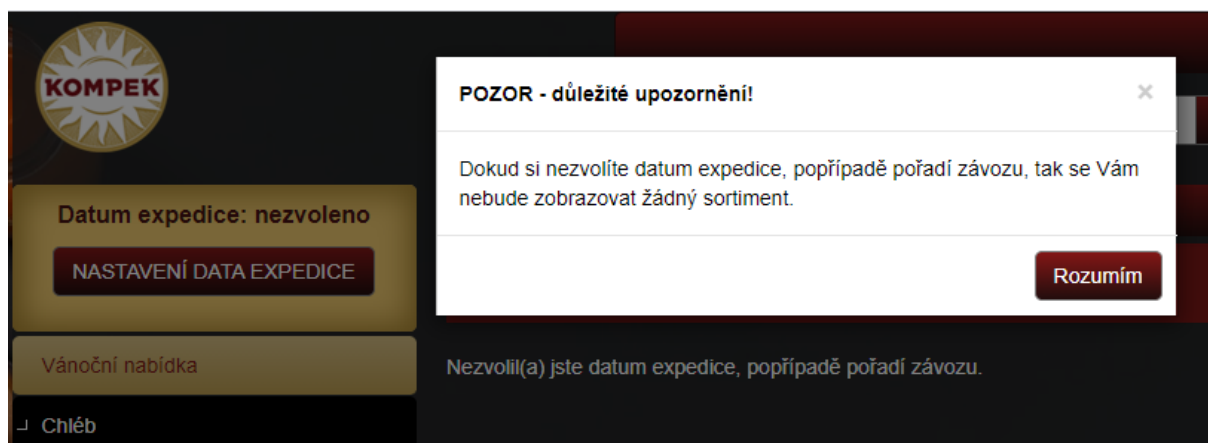 KOMPEK
POZOR - důležité upozornění!
×
Dokud si nezvolíte datum expedice, popřípadě pořadí závozu, tak se Vám
nebude zobrazovat žádný sortiment.
Rozumím
Datum expedice: nezvoleno
NASTAVENÍ DATA EXPEDICE
Vánoční nabídka
Chléb
Nezvolil(a) jste datum expedice, popřípadě pořadí závozu.